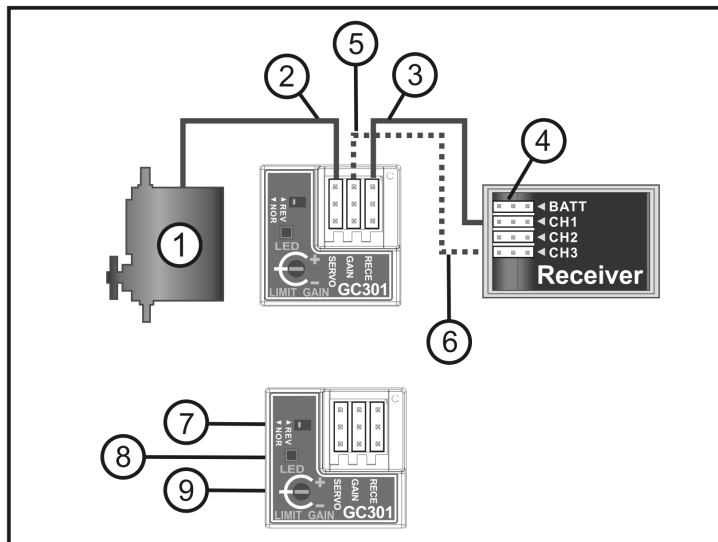 5
2
3
4
1
▲ REV
▼ NOR
LED
+
−
LIMIT GAIN
SERVO
GAIN
RECE
GC301
◀ BATT
◀ CH1
◀ CH2
◀ CH3
Receiver
6
7
8
9
▲ REV
▼ NOR
LED
+
−
LIMIT GAIN
SERVO
GAIN
RECE
GC301